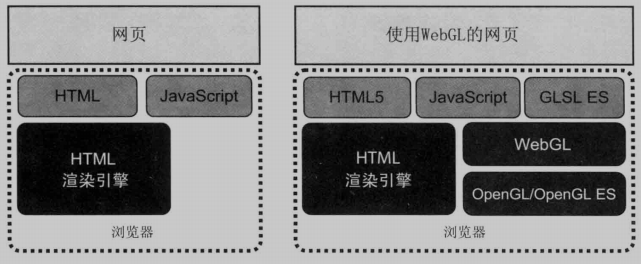 网页
HTML
JavaScript
HTML
渲染引擎
浏览器
使用WebGL的网页
HTML5
JavaScript
GLSL ES
HTML
渲染引擎
WebGL
OpenGL/OpenGL ES
浏览器